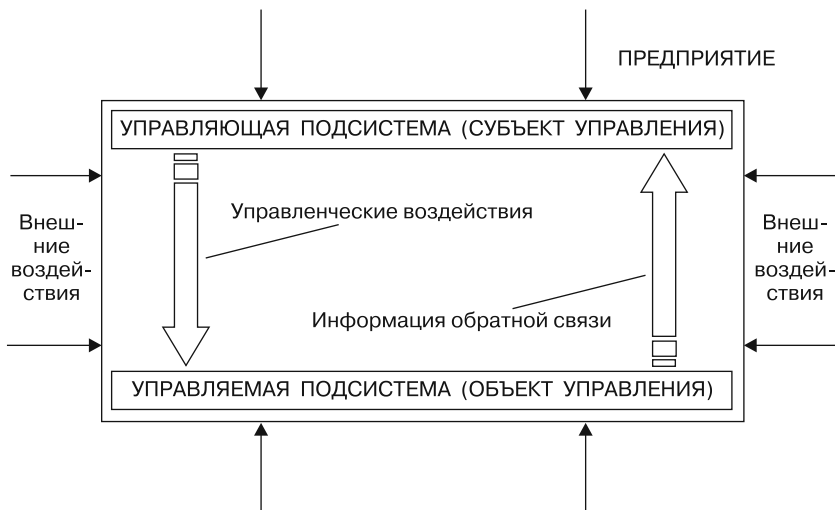 ПРЕДПРИЯТИЕ
УПРАВЛЯЮЩАЯ ПОДСИСТЕМА (СУБЪЕКТ УПРАВЛЕНИЯ)
Управленческие воздействия
Внеш-
ние
воздей-
ствия
Внеш-
ние
воздей-
ствия
Информация обратной связи
УПРАВЛЯЕМАЯ ПОДСИСТЕМА (ОБЪЕКТ УПРАВЛЕНИЯ)